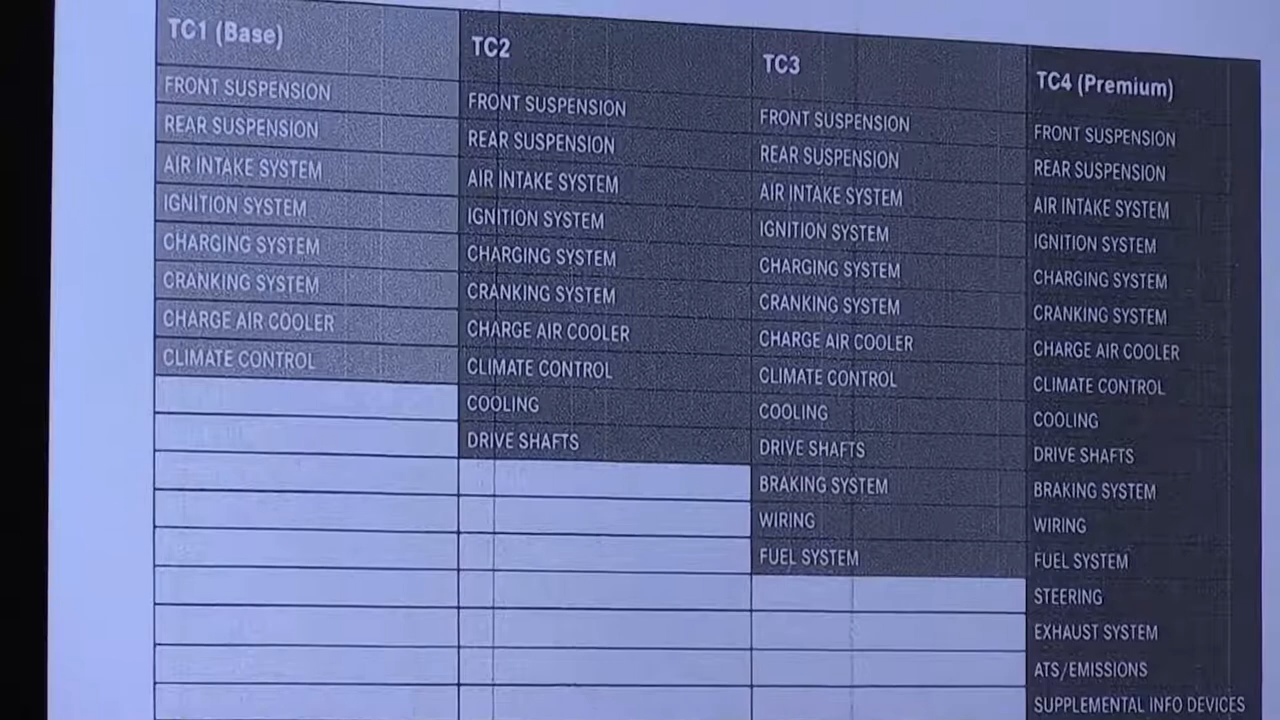 TC1 (Base)
FRONT SUSPENSION
REAR SUSPENSION
AIR INTAKE SYSTEM
IGNITION SYSTEM
CHARGING SYSTEM
CRANKING SYSTEM
CHARGE AIR COOLER
CLIMATE CONTROL
TC2
FRONT SUSPENSION
REAR SUSPENSION
AIR INTAKE SYSTEM
IGNITION SYSTEM
CHARGING SYSTEM
CRANKING SYSTEM
CHARGE AIR COOLER
CLIMATE CONTROL
COOLING
DRIVE SHAFTS
TC3
FRONT SUSPENSION
REAR SUSPENSION
AIR INTAKE SYSTEM
IGNITION SYSTEM
CHARGING SYSTEM
CRANKING SYSTEM
CHARGE AIR COOLER
CLIMATE CONTROL
COOLING
DRIVE SHAFTS
BRAKING SYSTEM
WIRING
FUEL SYSTEM
TC4 (Premium)
FRONT SUSPENSION
REAR SUSPENSION
AIR INTAKE SYSTEM
IGNITION SYSTEM
CHARGING SYSTEM
CRANKING SYSTEM
CHARGE AIR COOLER
CLIMATE CONTROL
COOLING
DRIVE SHAFTS
BRAKING SYSTEM
WIRING
FUEL SYSTEM
STEERING
EXHAUST SYSTEM
ATS/EMISSIONS
SUPPLEMENTAL INFO DEVICES